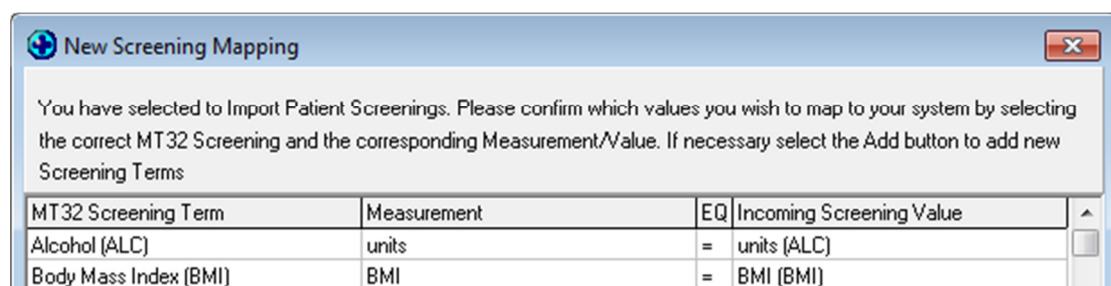 New Screening Mapping
You have selected to Import Patient Screenings. Please confirm which values you wish to map to your system by selecting
the correct MT32 Screening and the corresponding Measurement/Value. If necessary select the Add button to add new
Screening Terms
MT32 Screening Term Measurement EQ Incoming Screening Value
Alcohol (ALC) units = units (ALC)
Body Mass Index (BMI) BMI = BMI (BMI)